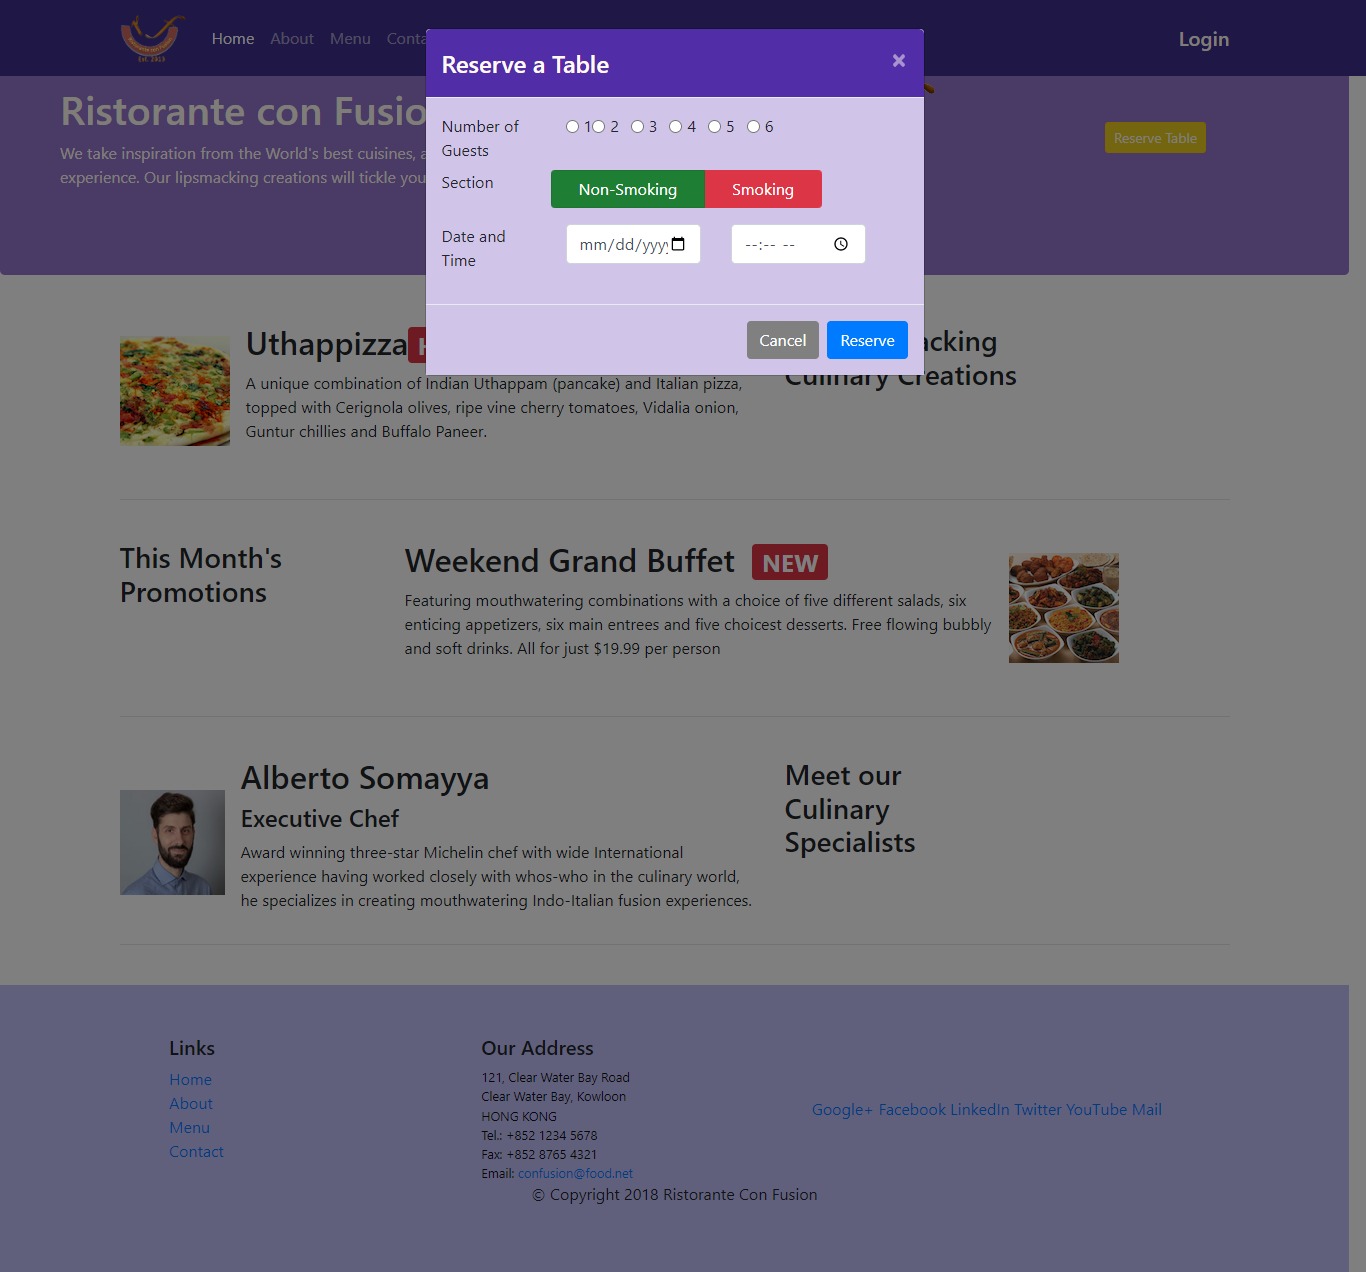 Home About Menu Conta
Login
Reserve a Table
×
Ristorante con Fusio
We take inspiration from the World's best cuisines, a
experience. Our lipsmacking creations will tickle you
Reserve Table
Number of
Guests
1 2 3 4 5 6
Section
Non-Smoking Smoking
Date and
Time
mm/dd/yyyy
--:-- --
Cancel Reserve
Uthappizza
A unique combination of Indian Uthappam (pancake) and Italian pizza,
topped with Cerignola olives, ripe vine cherry tomatoes, Vidalia onion,
Guntur chillies and Buffalo Paneer.
acking
Culinary Creations
This Month's
Promotions
Weekend Grand Buffet NEW
Featuring mouthwatering combinations with a choice of five different salads, six
enticing appetizers, six main entrees and five choicest desserts. Free flowing bubbly
and soft drinks. All for just $19.99 per person
Alberto Somayya
Executive Chef
Award winning three-star Michelin chef with wide International
experience having worked closely with whos-who in the culinary world,
he specializes in creating mouthwatering Indo-Italian fusion experiences.
Meet our
Culinary
Specialists
Links
Home
About
Menu
Contact
Our Address
121, Clear Water Bay Road
Clear Water Bay, Kowloon
HONG KONG
Tel.: +852 1234 5678
Fax: +852 8765 4321
Email: confusion@food.net
Google+ Facebook LinkedIn Twitter YouTube Mail
© Copyright 2018 Ristorante Con Fusion